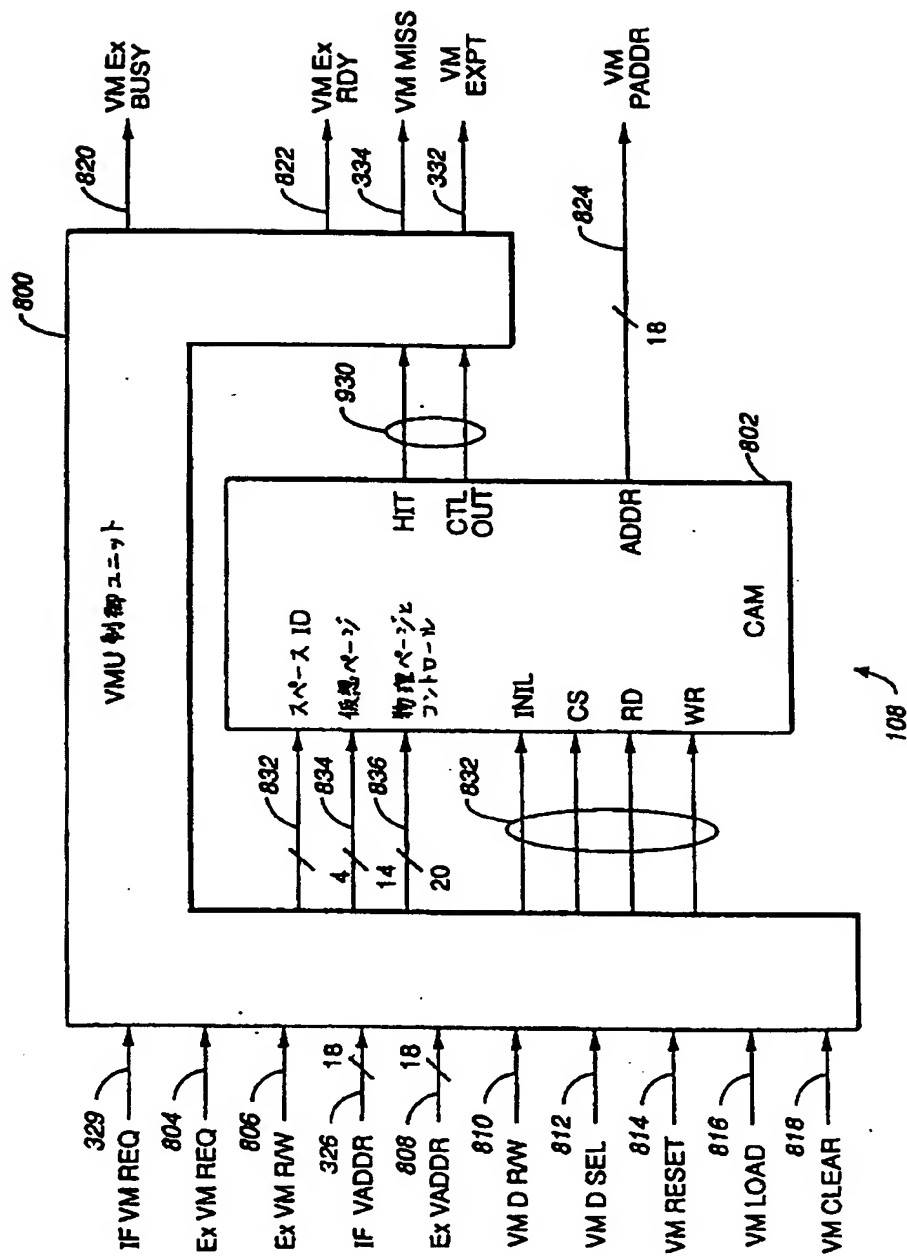 329
IF VM REQ
804
Ex VM REQ
806
Ex VM R/W
326
18
IF VADDR
808
18
Ex VADDR
810
VM D R/W
812
VM D SEL
814
VM RESET
816
VM LOAD
818
VM CLEAR
VMU 制御ユニット
800
832
4
スペース ID
834
14
仮想ページ
836
20
物理ページと
コントロール
832
INIL
CS
RD
WR
HIT
CTL
OUT
ADDR
CAM
802
930
820
VM Ex
BUSY
822
VM Ex
RDY
334
VM MISS
332
VM
EXPT
824
18
VM
PADDR
108